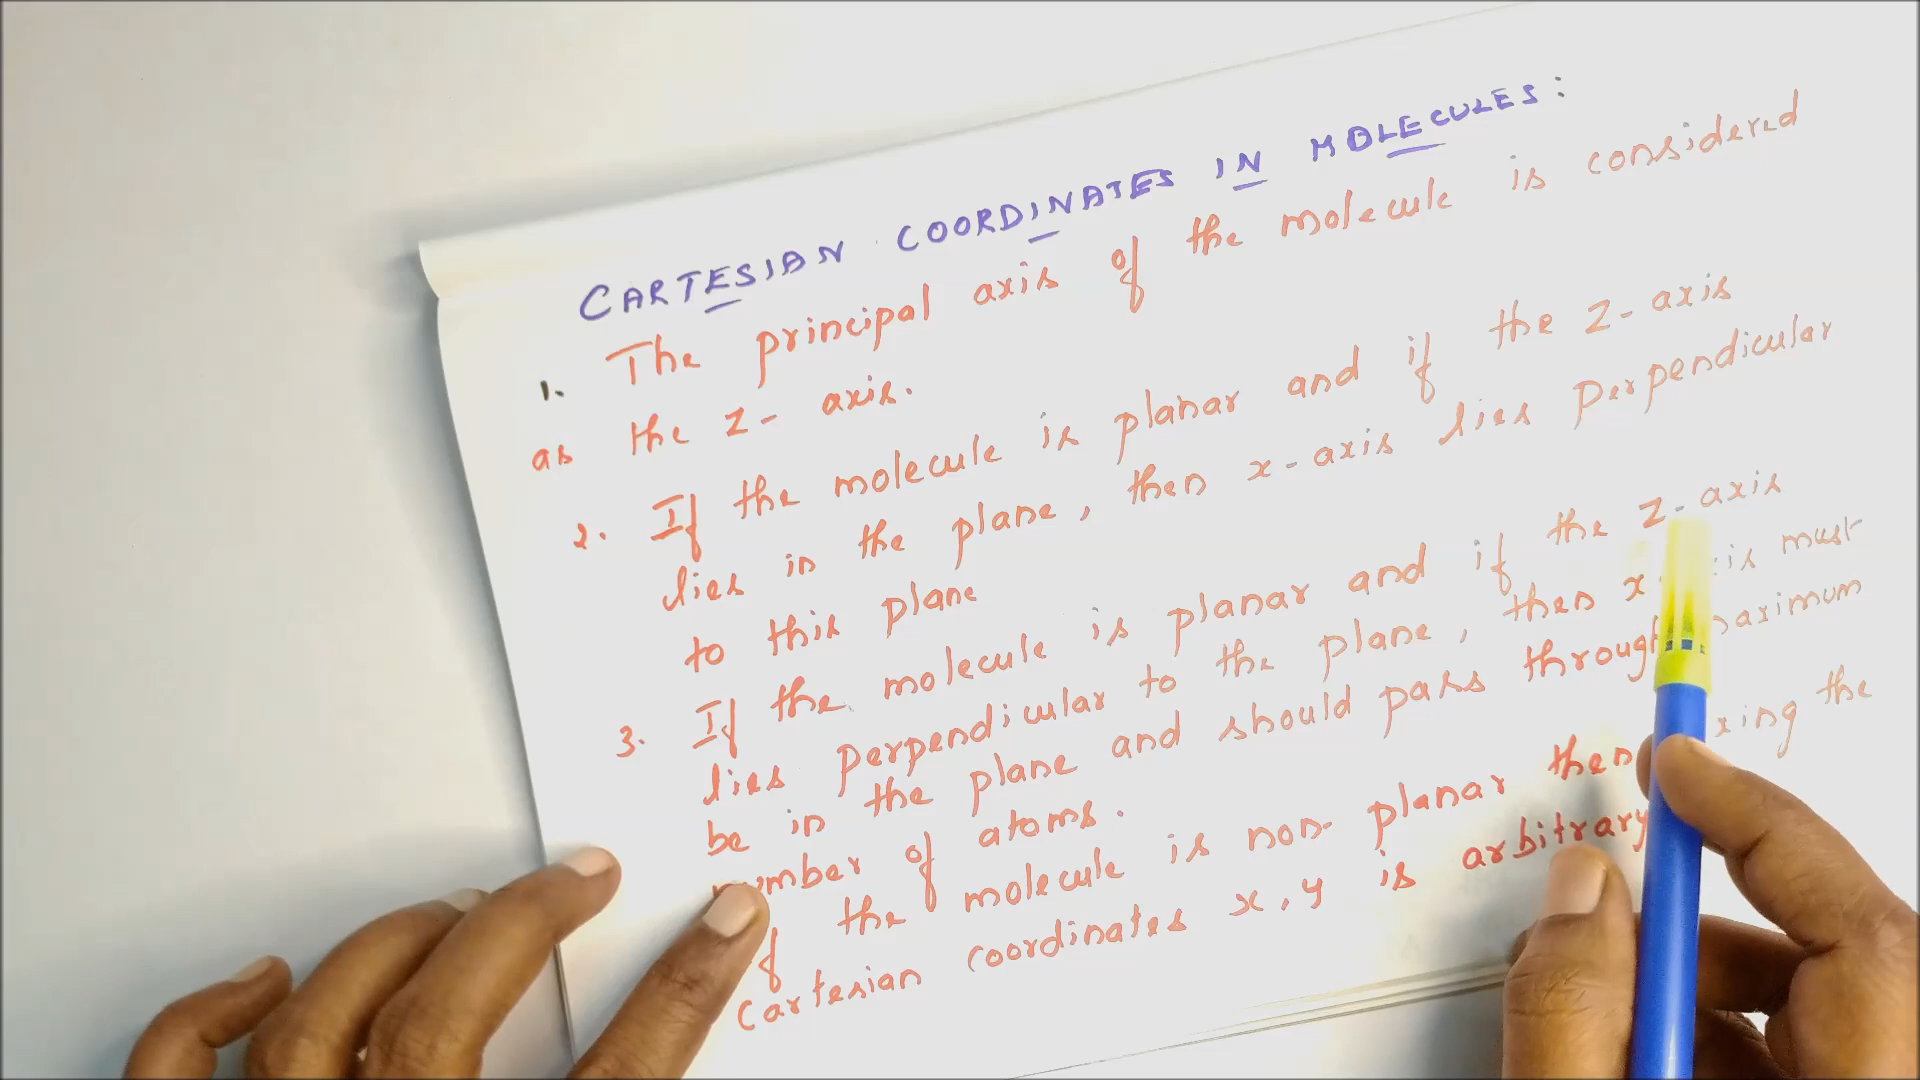 CARTESIAN COORDINATES IN MOLECULES:
1. The principal axis of the molecule is considered
as the z-axis.
2. If the molecule is planar and if the z-axis
lies in the plane, then x-axis lies perpendicular
to this plane
3. If the molecule is planar and if the z-axis
lies perpendicular to the plane, then x must
be in the plane and should pass through
of atoms.
the molecule is non-planar then the
Cartesian coordinates x, y is arbitrary